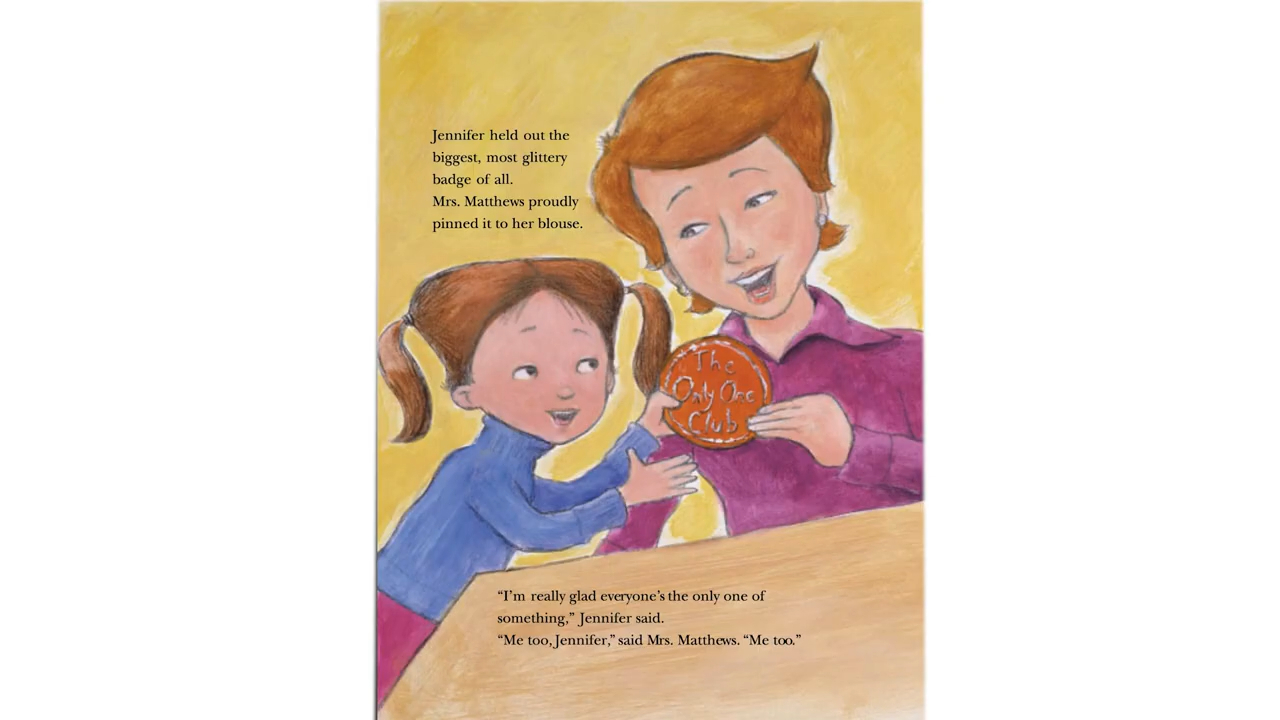 Jennifer held out the
biggest, most glittery
badge of all.
Mrs. Matthews proudly
pinned it to her blouse.
The
Only One
Club
“I’m really glad everyone’s the only one of
something,” Jennifer said.
“Me too, Jennifer,” said Mrs. Matthews. “Me too.”